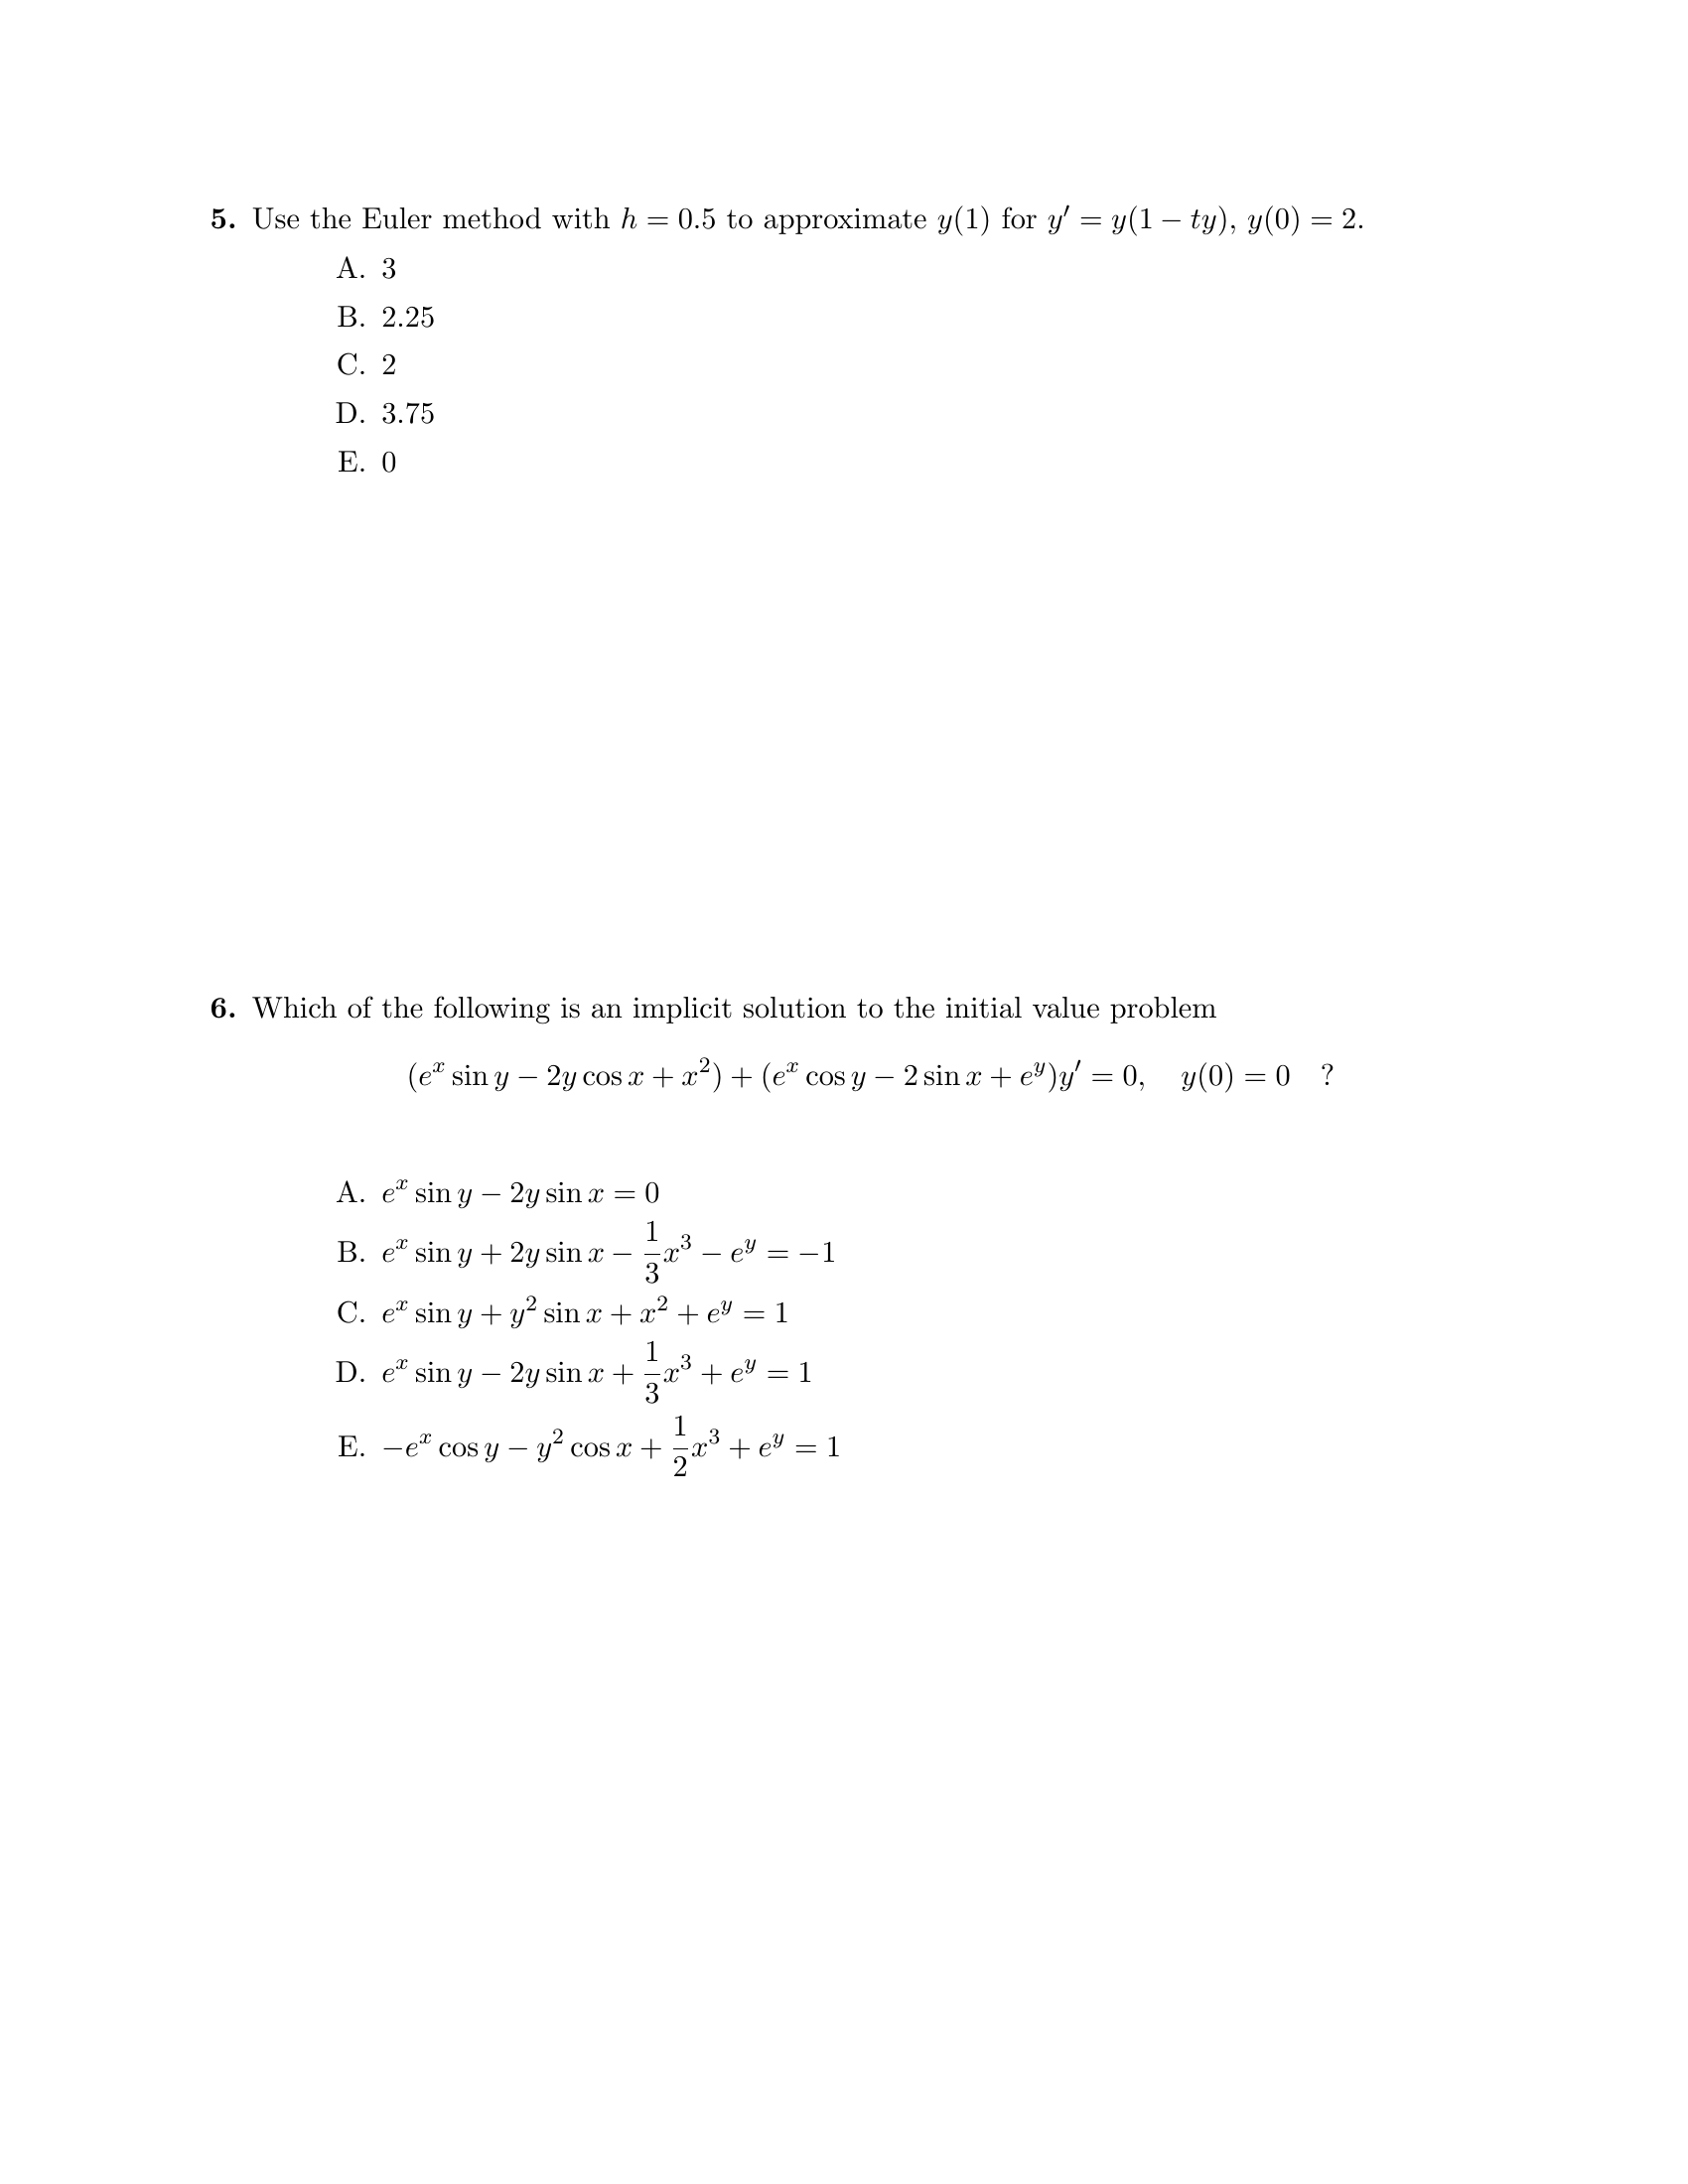 5. Use the Euler method with h = 0.5 to approximate y(1) for y′ = y(1 − ty), y(0) = 2.
A. 3
B. 2.25
C. 2
D. 3.75
E. 0
6. Which of the following is an implicit solution to the initial value problem
(e^x sin y − 2y cos x + x^2) + (e^x cos y − 2 sin x + e^y)y′ = 0, y(0) = 0 ?
A. e^x sin y − 2y sin x = 0
B. e^x sin y + 2y sin x − \frac{1}{3}x^3 − e^y = −1
C. e^x sin y + y^2 sin x + x^2 + e^y = 1
D. e^x sin y − 2y sin x + \frac{1}{3}x^3 + e^y = 1
E. −e^x cos y − y^2 cos x + \frac{1}{2}x^3 + e^y = 1